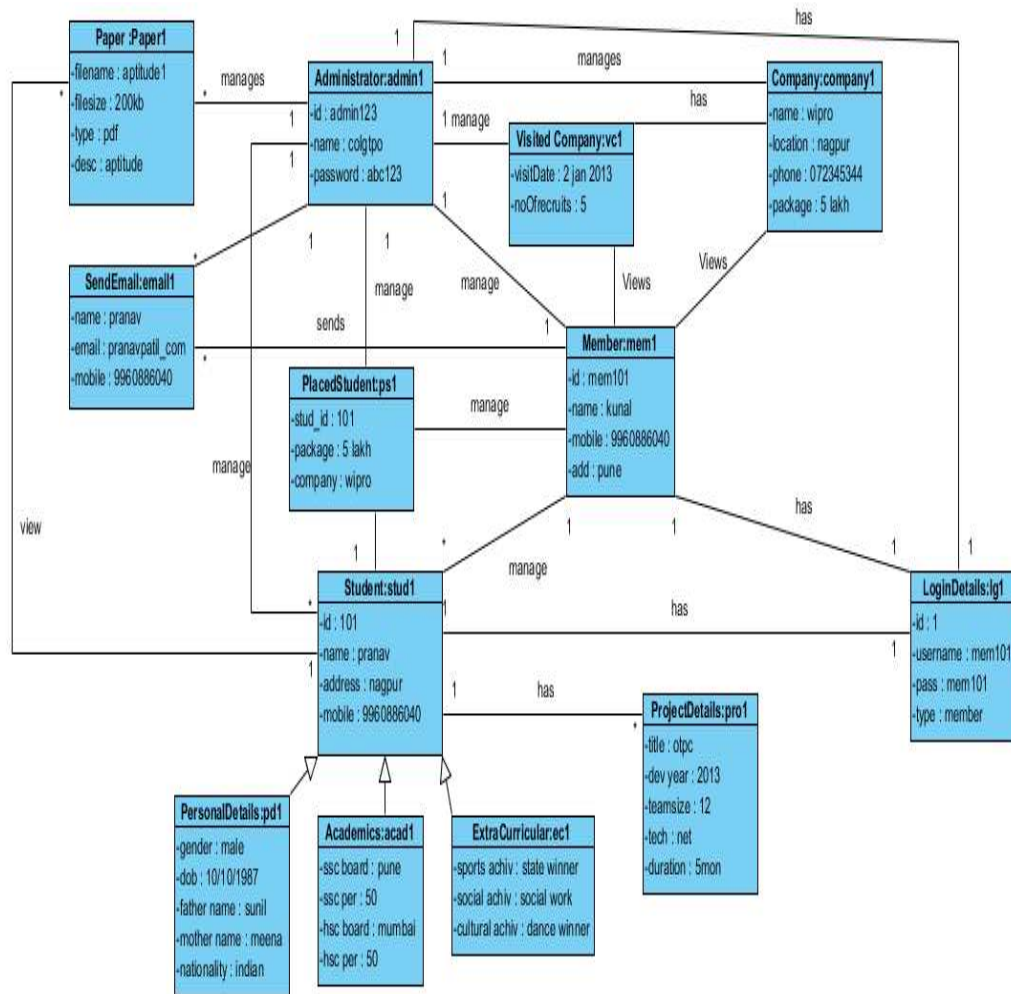 has
Paper :Paper1
-filename : aptitude1
-filesize : 200kb
-type : pdf
-desc : aptitude
*
manages
*
1
1
Administrator:admin1
-id : admin123
-name : colgtpo
-password : abc123
1
1
manages
has
1
manage
Visited Company:vc1
-visitDate : 2 jan 2013
-noOfrecruits : 5
Company:company1
-name : wipro
-location : nagpur
-phone : 072345344
-package : 5 lakh
1
1
1
*
SendEmail:email1
-name : pranav
-email : pranavpatil_com
-mobile : 9960886040
manage
manage
Views
Views
sends
*
1
Member:mem1
-id : mem101
-name : kunal
-mobile : 9960886040
-add : pune
PlacedStudent:ps1
-stud_id : 101
-package : 5 lakh
-company : wipro
manage
manage
view
has
1
*
1
1
1
1
manage
Student:stud1
-id : 101
-name : pranav
-address : nagpur
-mobile : 9960886040
*
1
1
has
1
LoginDetails:lg1
-id : 1
-username : mem101
-pass : mem101
-type : member
1
has
*
ProjectDetails:pro1
-title : otpc
-dev year : 2013
-teamsize : 12
-tech : net
-duration : 5mon
PersonalDetails:pd1
-gender : male
-dob : 10/10/1987
-father name : sunil
-mother name : meena
-nationality : indian
Academics:acad1
-ssc board : pune
-ssc per : 50
-hsc board : mumbai
-hsc per : 50
ExtraCurricular:ec1
-sports achiv : state winner
-social achiv : social work
-cultural achiv : dance winner